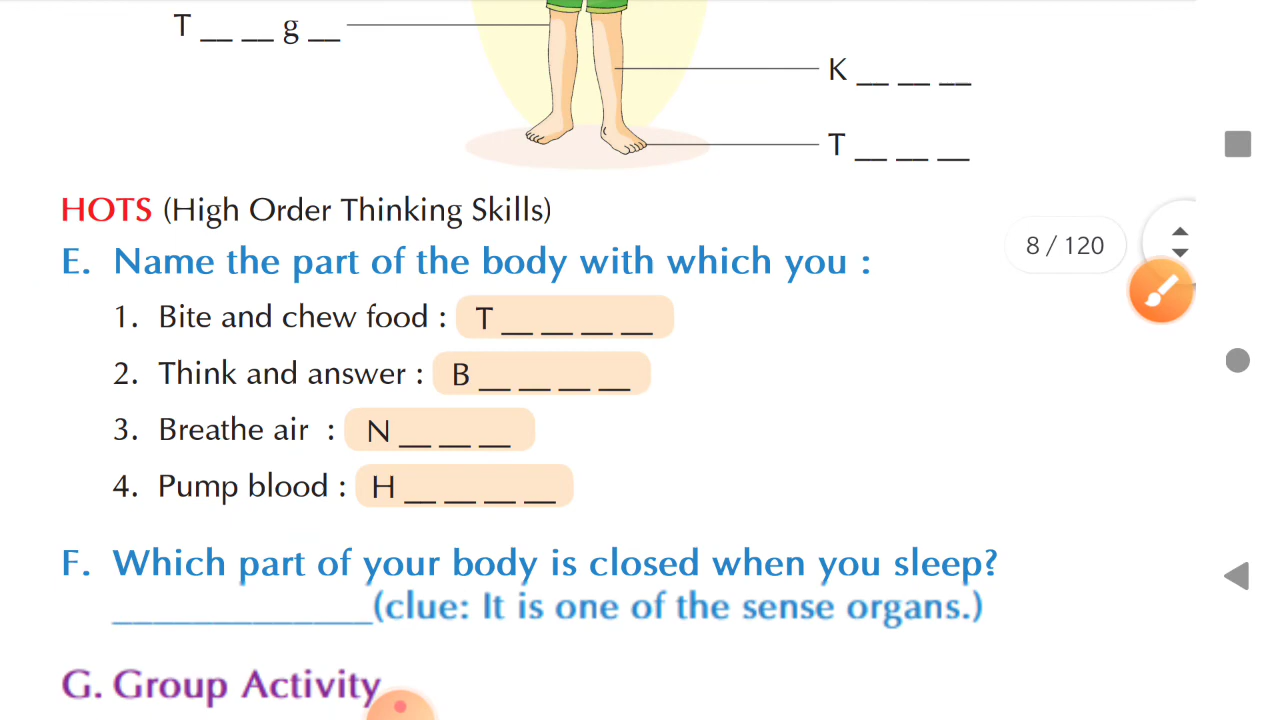 T __ __ g __
K __ __ __
T __ __ __
HOTS (High Order Thinking Skills)
8 / 120
E. Name the part of the body with which you :
1. Bite and chew food : T __ __ __ __
2. Think and answer : B __ __ __ __
3. Breathe air : N __ __ __
4. Pump blood : H __ __ __ __
F. Which part of your body is closed when you sleep?
_____________(clue: It is one of the sense organs.)
G. Group Activity